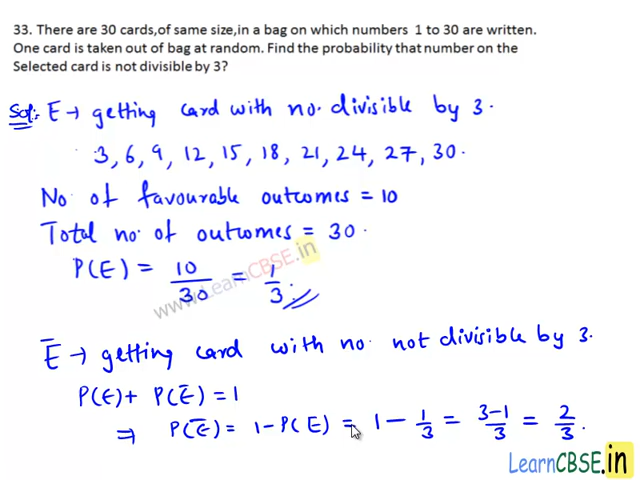 33. There are 30 cards,of same size,in a bag on which numbers 1 to 30 are written.
One card is taken out of bag at random. Find the probability that number on the
Selected card is not divisible by 3?
Sol: E → getting card with no. divisible by 3.
3, 6, 9, 12, 15, 18, 21, 24, 27, 30.
No of favourable outcomes = 10
Total no of outcomes = 30.
P(E) = 10/30 = 1/3.
www.LearnCBSE.in
E̅ → getting card with no. not divisible by 3.
P(E) + P(E̅) = 1
⇒ P(E̅) = 1 - P(E) = 1 - 1/3 = 3-1/3 = 2/3.
LearnCBSE.in